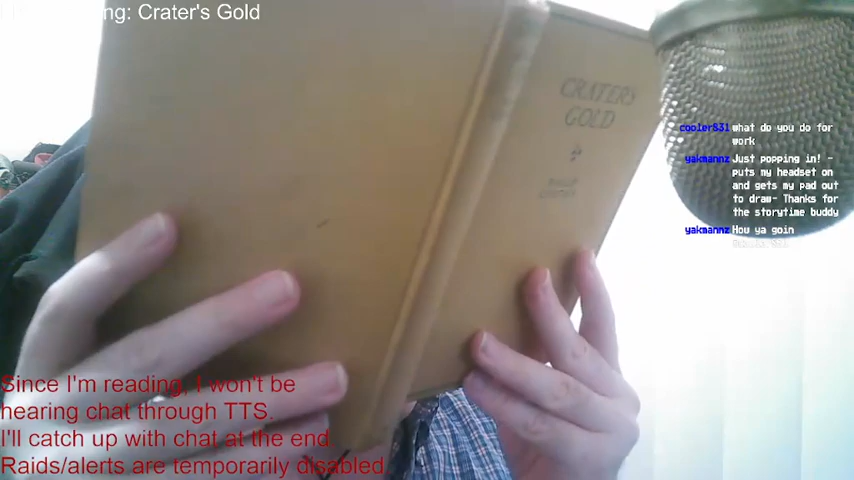 ng: Crater's Gold
CRATER'S
GOLD
cooler831 what do you do for
work
yakmannz Just popping in! -
puts my headset on
and gets my pad out
to draw- Thanks for
the storytime buddy
yakmannz How ya goin
Since I'm reading, I won't be
hearing chat through TTS.
I'll catch up with chat at the end
Raids/alerts are temporarily disabled